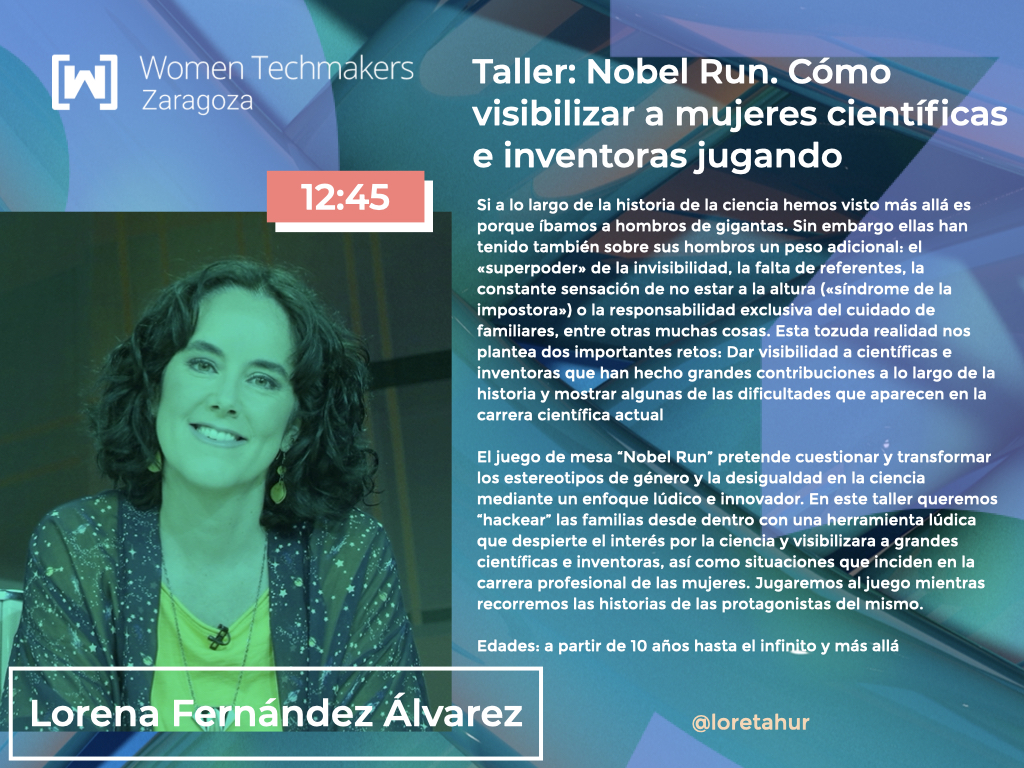 [W] Women Techmakers
Zaragoza
Taller: Nobel Run. Cómo
visibilizar a mujeres científicas
e inventoras jugando
12:45
Si a lo largo de la historia de la ciencia hemos visto más allá es
porque íbamos a hombros de gigantas. Sin embargo ellas han
tenido también sobre sus hombros un peso adicional: el
«superpoder» de la invisibilidad, la falta de referentes, la
constante sensación de no estar a la altura («síndrome de la
impostora») o la responsabilidad exclusiva del cuidado de
familiares, entre otras muchas cosas. Esta tozuda realidad nos
plantea dos importantes retos: Dar visibilidad a científicas e
inventoras que han hecho grandes contribuciones a lo largo de la
historia y mostrar algunas de las dificultades que aparecen en la
carrera científica actual
El juego de mesa “Nobel Run” pretende cuestionar y transformar
los estereotipos de género y la desigualdad en la ciencia
mediante un enfoque lúdico e innovador. En este taller queremos
“hackear” las familias desde dentro con una herramienta lúdica
que despierte el interés por la ciencia y visibilizara a grandes
científicas e inventoras, así como situaciones que inciden en la
carrera profesional de las mujeres. Jugaremos al juego mientras
recorremos las historias de las protagonistas del mismo.
Edades: a partir de 10 años hasta el infinito y más allá
Lorena Fernández Álvarez
@loretahur